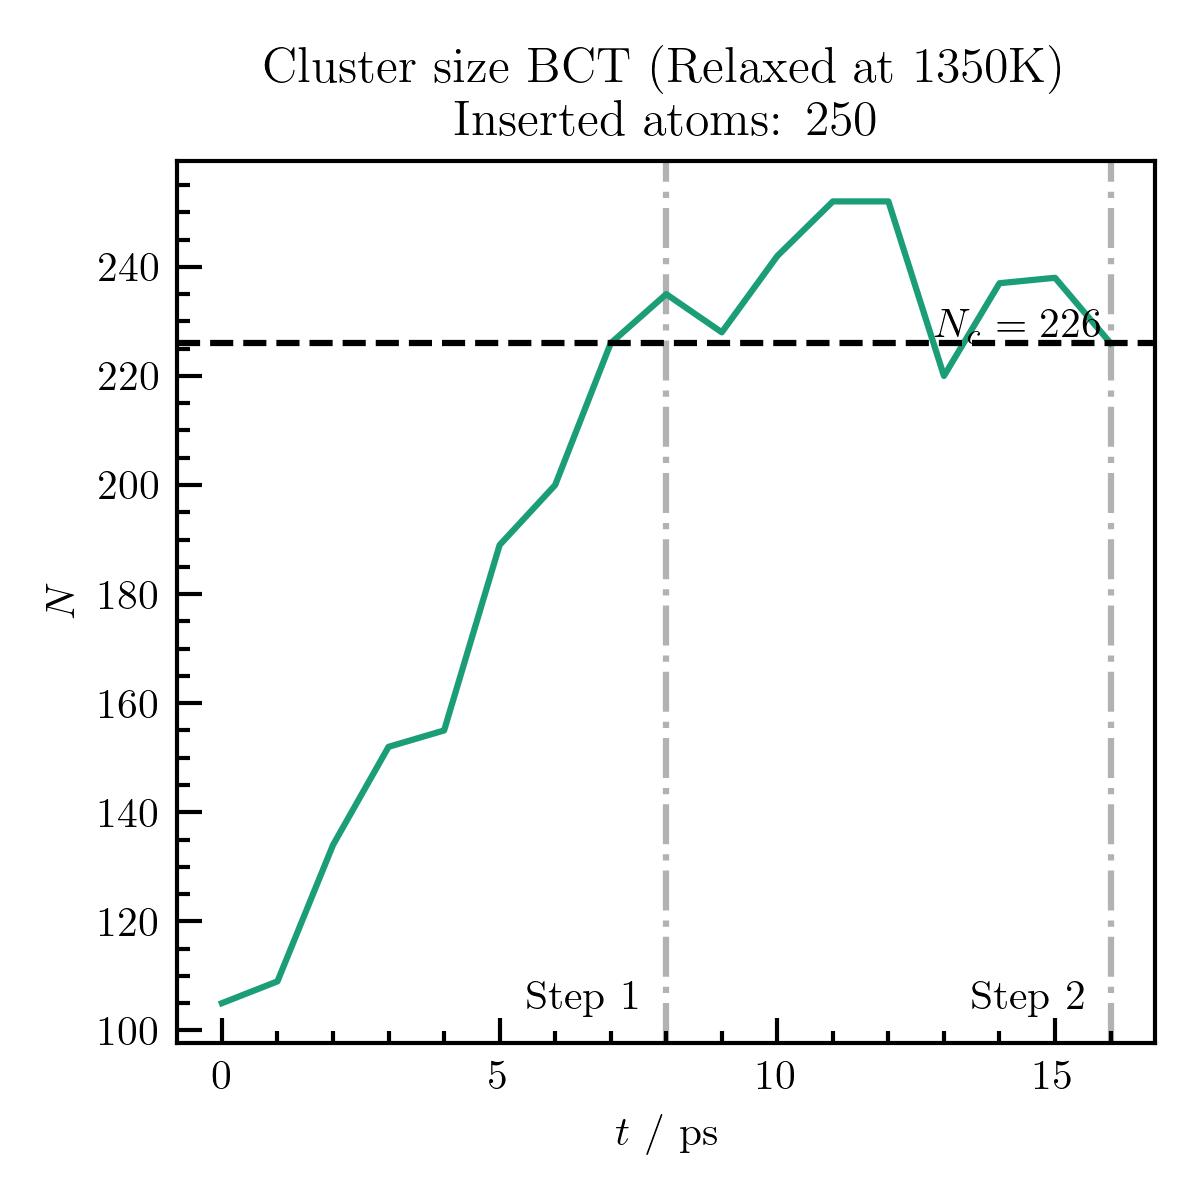 Cluster size BCT (Relaxed at 1350K)
Inserted atoms: 250
240
220
200
180
160
140
120
100
N
N_c = 226
Step 1
Step 2
0 5 10 15
t / ps